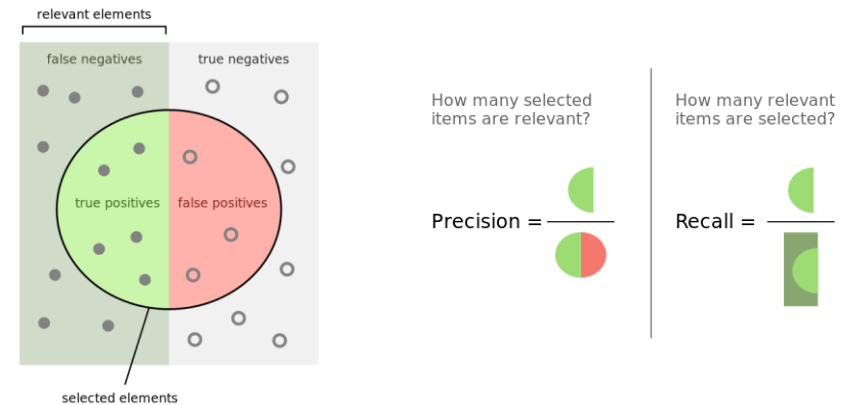 relevant elements
false negatives
true negatives
true positives
false positives
selected elements
How many selected
items are relevant?
Precision =
How many relevant
items are selected?
Recall =